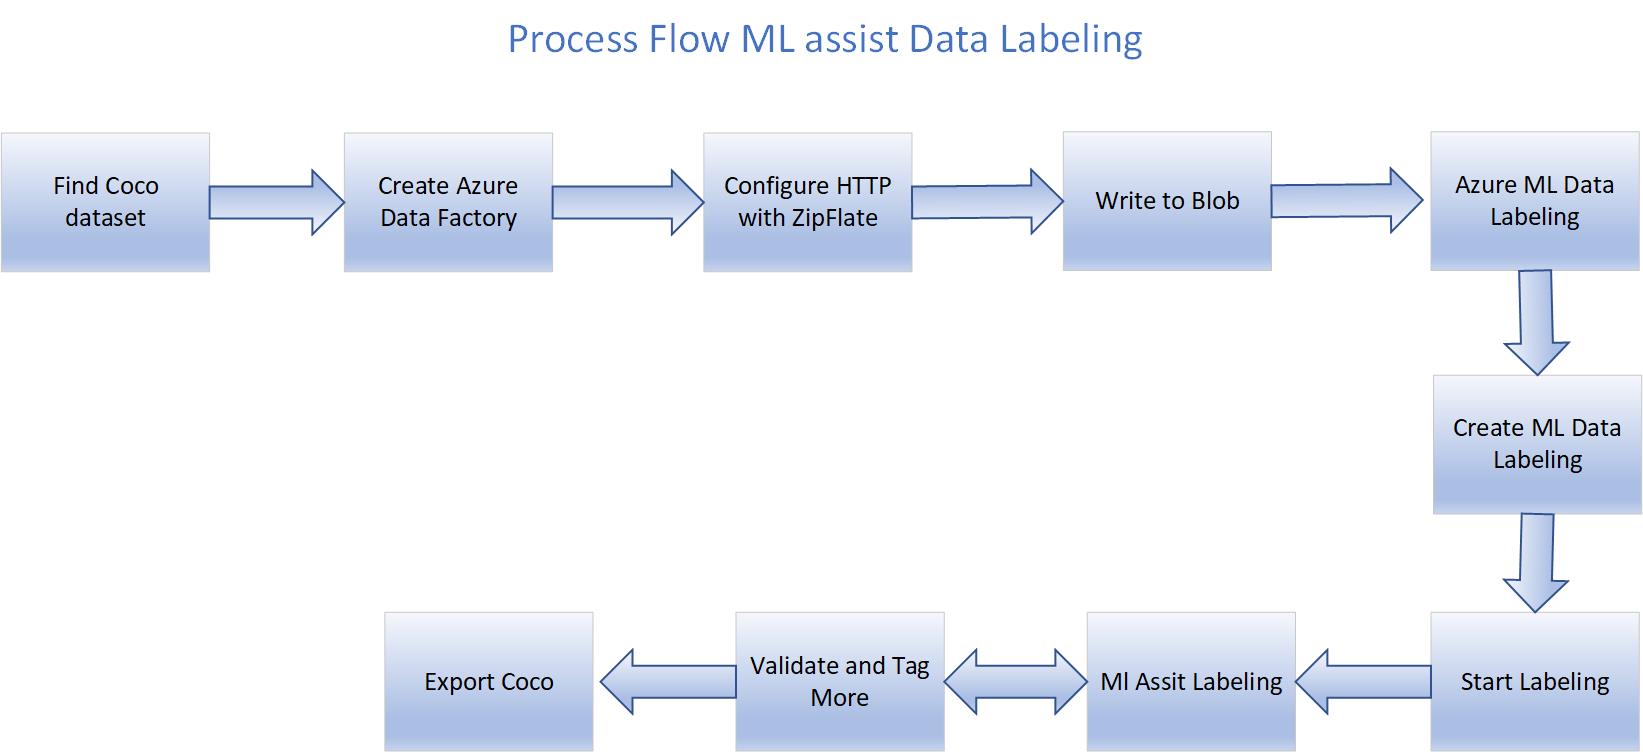 Process Flow ML assist Data Labeling
Find Coco
dataset
Create Azure
Data Factory
Configure HTTP
with ZipFlate
Write to Blob
Azure ML Data
Labeling
Create ML Data
Labeling
Start Labeling
Ml Assit Labeling
Validate and Tag
More
Export Coco